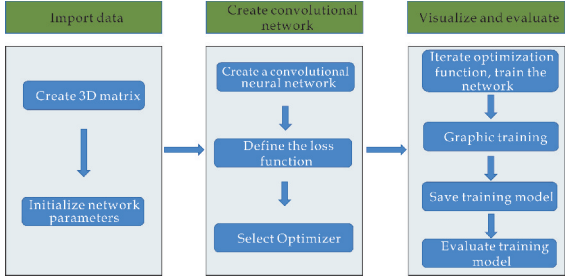 Import data
Create 3D matrix
Initialize network
parameters
Create convolutional
network
Create a convolutional
neural network
Define the loss
function
Select Optimizer
Visualize and evaluate
Iterate optimization
function, train the
network
Graphic training
Save training model
Evaluate training
model